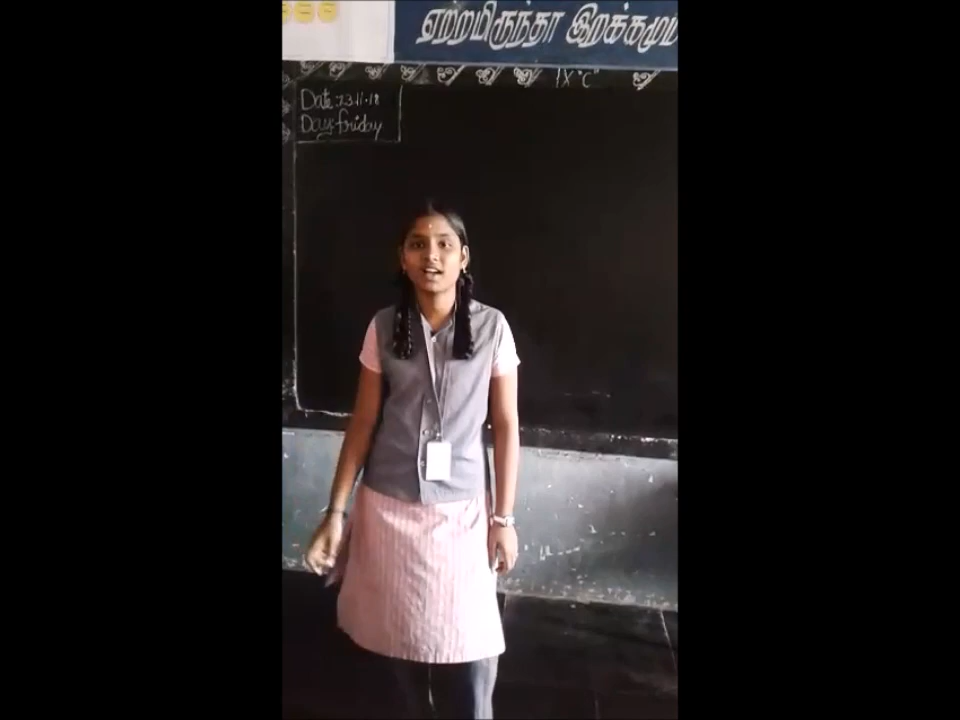 ஏற்றமிருந்தா இறக்கமும்
IX "C"
Date: 23.11.18
Day: friday